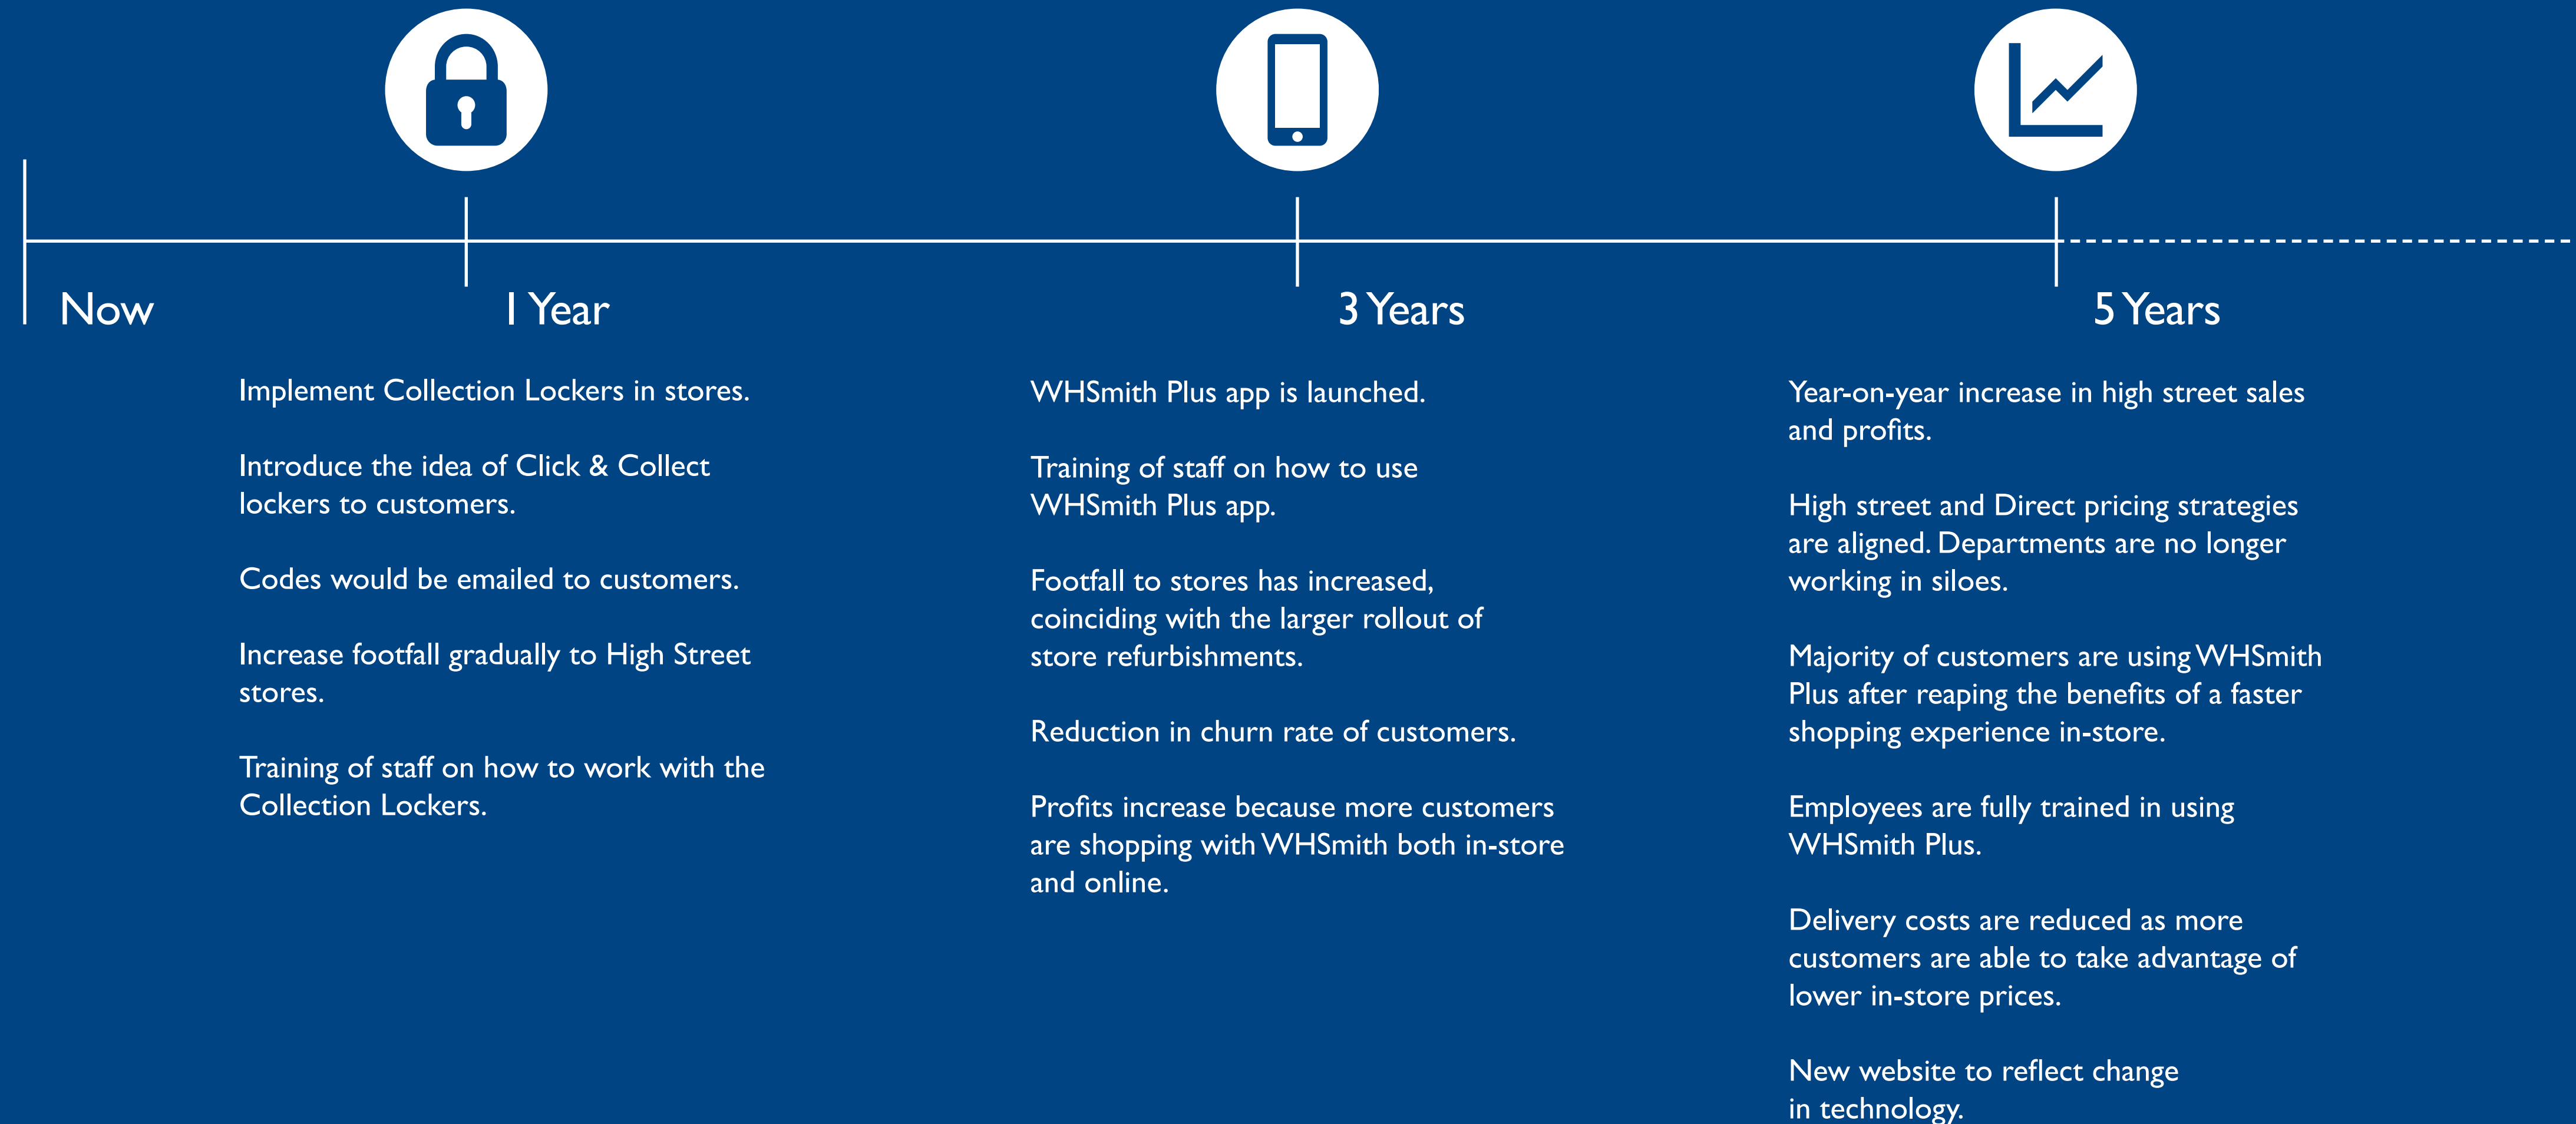 Now
1 Year
Implement Collection Lockers in stores.
Introduce the idea of Click & Collect
lockers to customers.
Codes would be emailed to customers.
Increase footfall gradually to High Street
stores.
Training of staff on how to work with the
Collection Lockers.
3 Years
WHSmith Plus app is launched.
Training of staff on how to use
WHSmith Plus app.
Footfall to stores has increased,
coinciding with the larger rollout of
store refurbishments.
Reduction in churn rate of customers.
Profits increase because more customers
are shopping with WHSmith both in-store
and online.
5 Years
Year-on-year increase in high street sales
and profits.
High street and Direct pricing strategies
are aligned. Departments are no longer
working in siloes.
Majority of customers are using WHSmith
Plus after reaping the benefits of a faster
shopping experience in-store.
Employees are fully trained in using
WHSmith Plus.
Delivery costs are reduced as more
customers are able to take advantage of
lower in-store prices.
New website to reflect change
in technology.